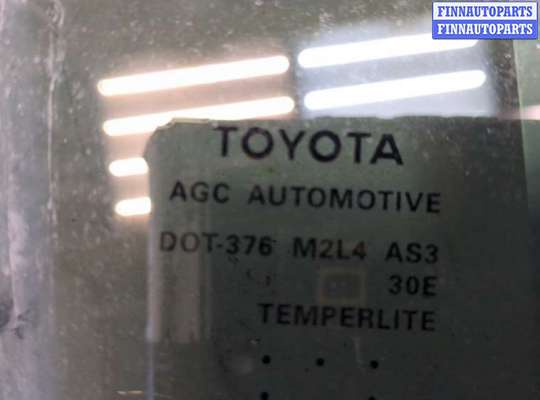 FINNAUTOPARTS
FINNAUTOPARTS
TOYOTA
AGC AUTOMOTIVE
DOT-376 M2L4 AS3
30E
TEMPERLITE